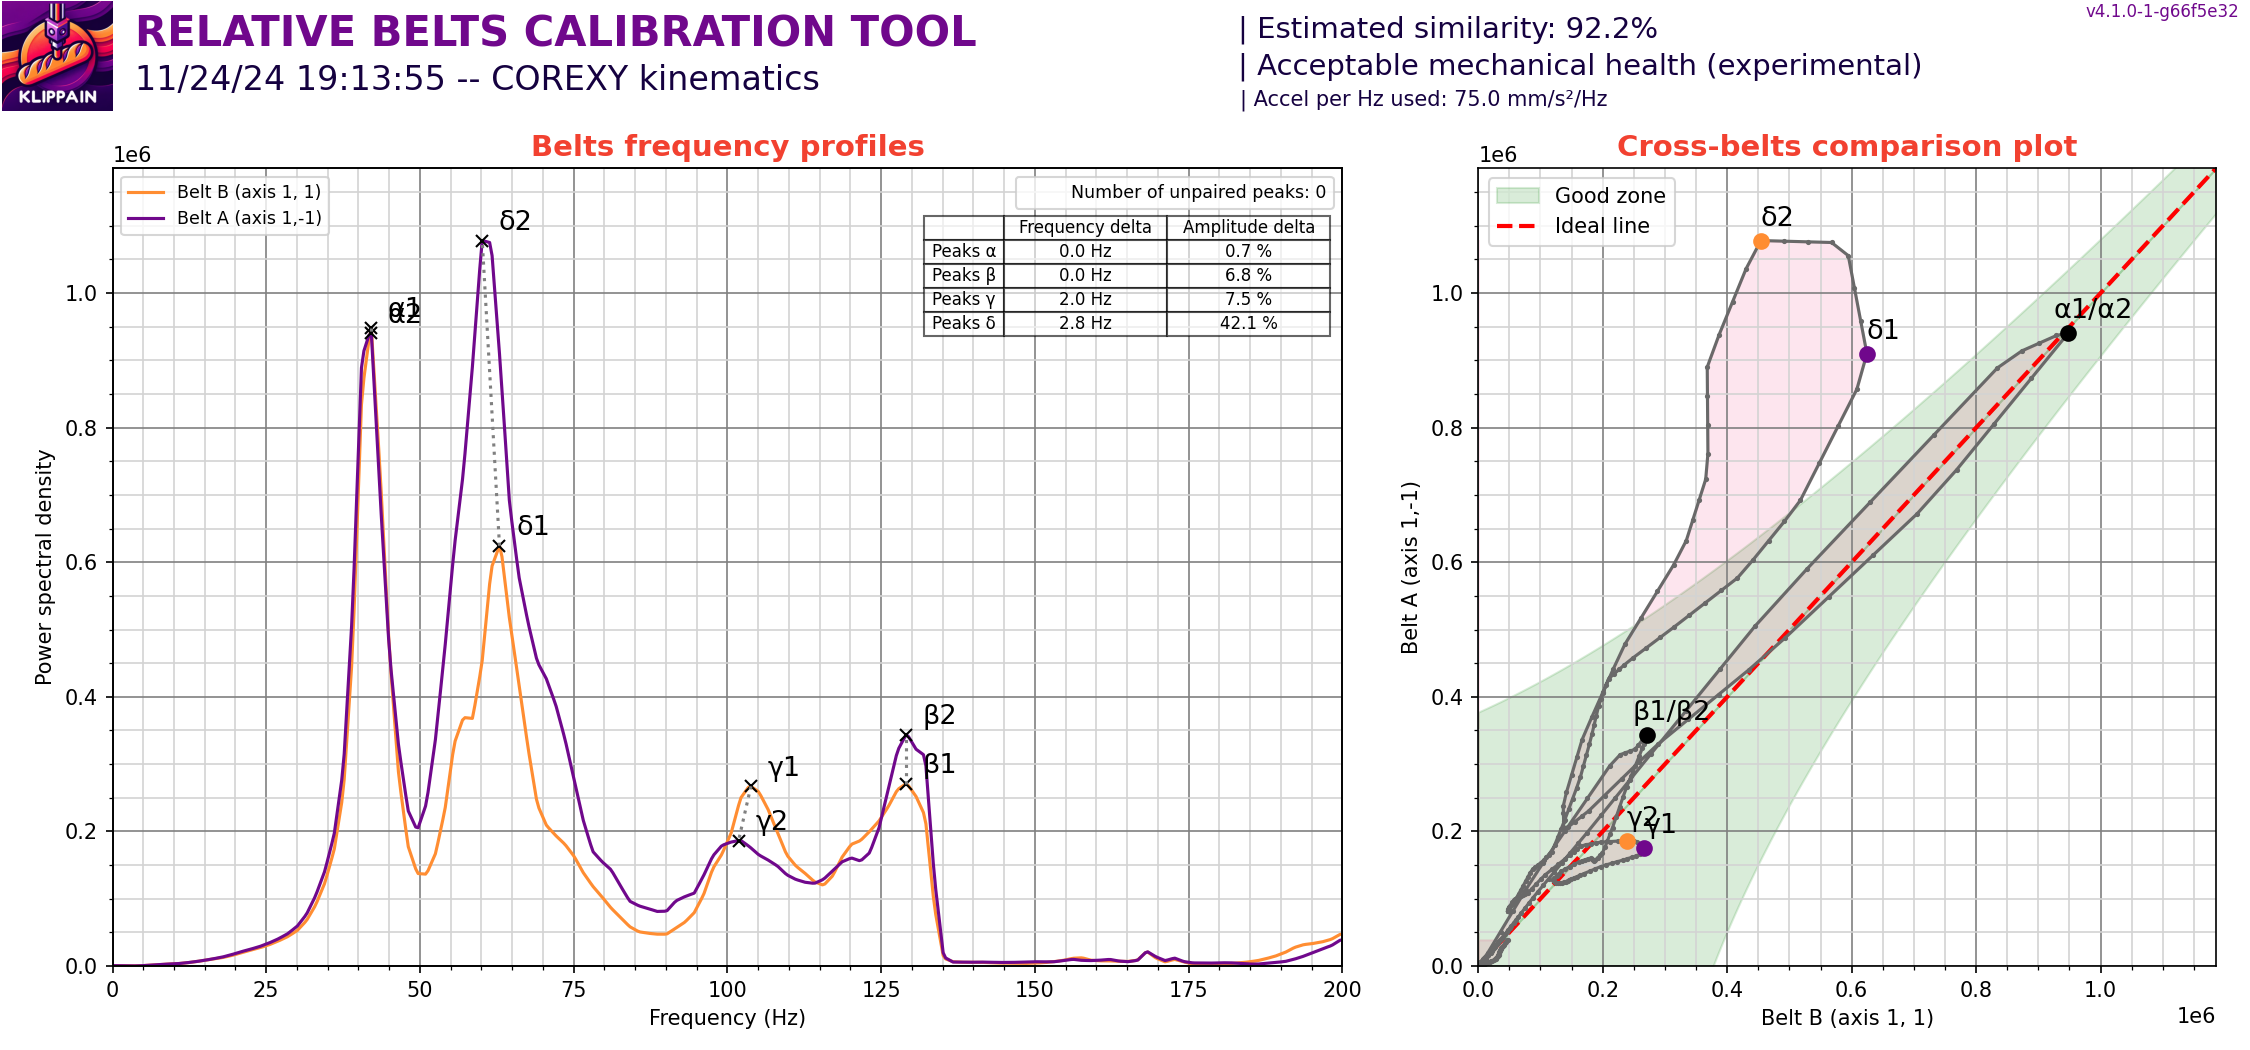 KLIPPAIN
RELATIVE BELTS CALIBRATION TOOL
11/24/24 19:13:55 -- COREXY kinematics
| Estimated similarity: 92.2%
| Acceptable mechanical health (experimental)
| Accel per Hz used: 75.0 mm/s²/Hz
v4.1.0-1-g66f5e32
Belts frequency profiles
1e6
Belt B (axis 1, 1)
Belt A (axis 1,-1)
Number of unpaired peaks: 0
Frequency delta Amplitude delta
Peaks α 0.0 Hz 0.7 %
Peaks β 0.0 Hz 6.8 %
Peaks γ 2.0 Hz 7.5 %
Peaks δ 2.8 Hz 42.1 %
δ2
α1
α2
δ1
β2
β1
γ1
γ2
Power spectral density
1.0
0.8
0.6
0.4
0.2
0.0
0 25 50 75 100 125 150 175 200
Frequency (Hz)
Cross-belts comparison plot
1e6
Good zone
Ideal line
δ2
δ1
α1/α2
β1/β2
γ2
γ1
Belt A (axis 1,-1)
1.0
0.8
0.6
0.4
0.2
0.0
0.0 0.2 0.4 0.6 0.8 1.0
Belt B (axis 1, 1)
1e6